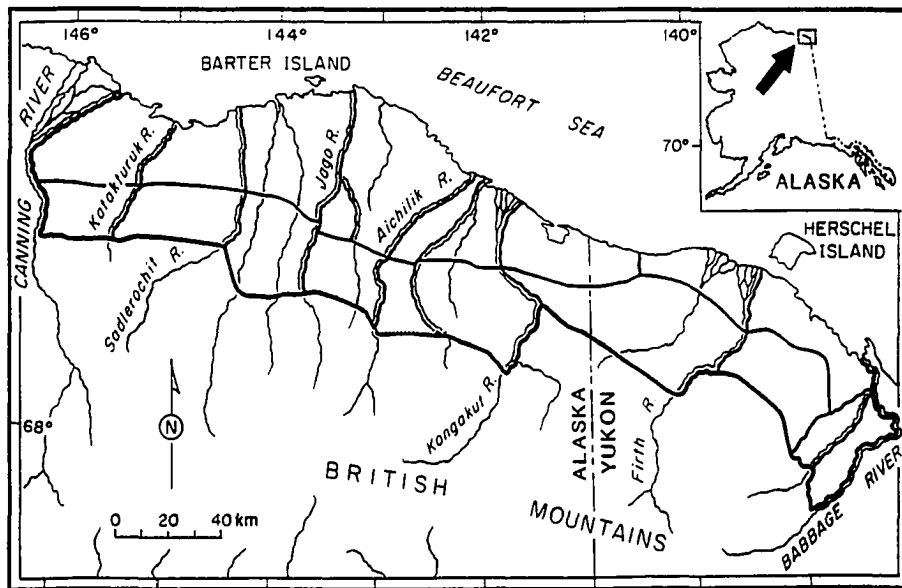 146°
144°
142°
140°
BARTER ISLAND
BEAUFORT
SEA
RIVER
Katakturuk R.
Jago R.
70°
ALASKA
Aichilik R.
HERSCHEL
ISLAND
CANNING
Sadlerochit R.
Kongakut R.
ALASKA
YUKON
Firth R
68°
N
BRITISH
MOUNTAINS
BABBAGE RIVER
0 20 40 km